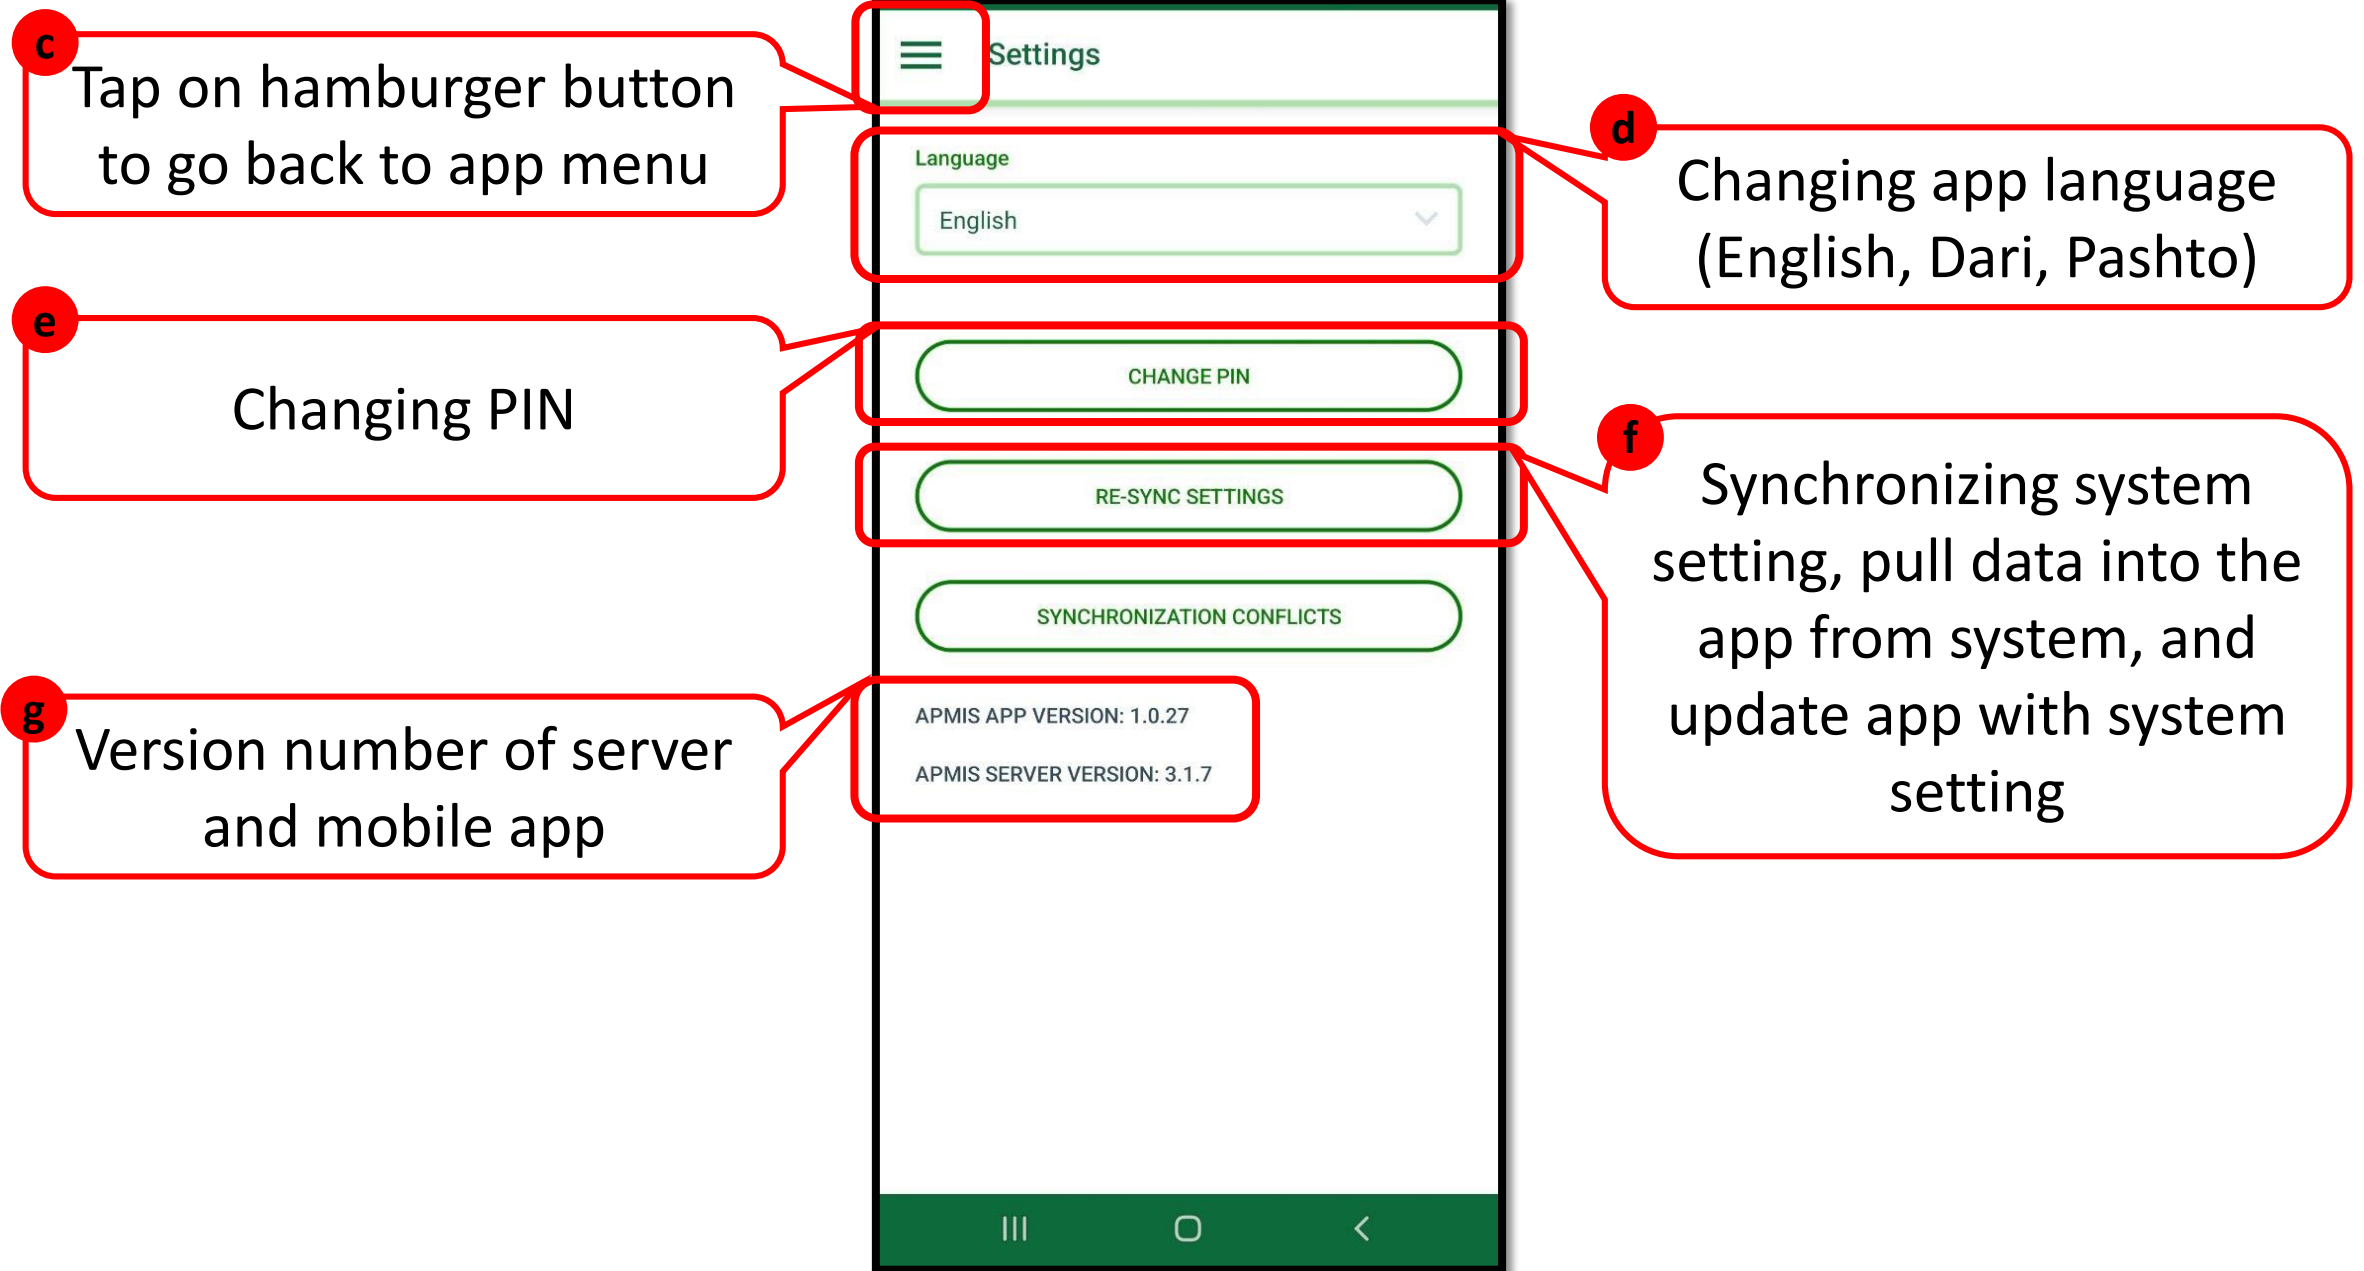 c
Tap on hamburger button
to go back to app menu
Settings
d
Changing app language
(English, Dari, Pashto)
Language
English
e
Changing PIN
CHANGE PIN
f
Synchronizing system
setting, pull data into the
app from system, and
update app with system
setting
RE-SYNC SETTINGS
SYNCHRONIZATION CONFLICTS
g
Version number of server
and mobile app
APMIS APP VERSION: 1.0.27
APMIS SERVER VERSION: 3.1.7